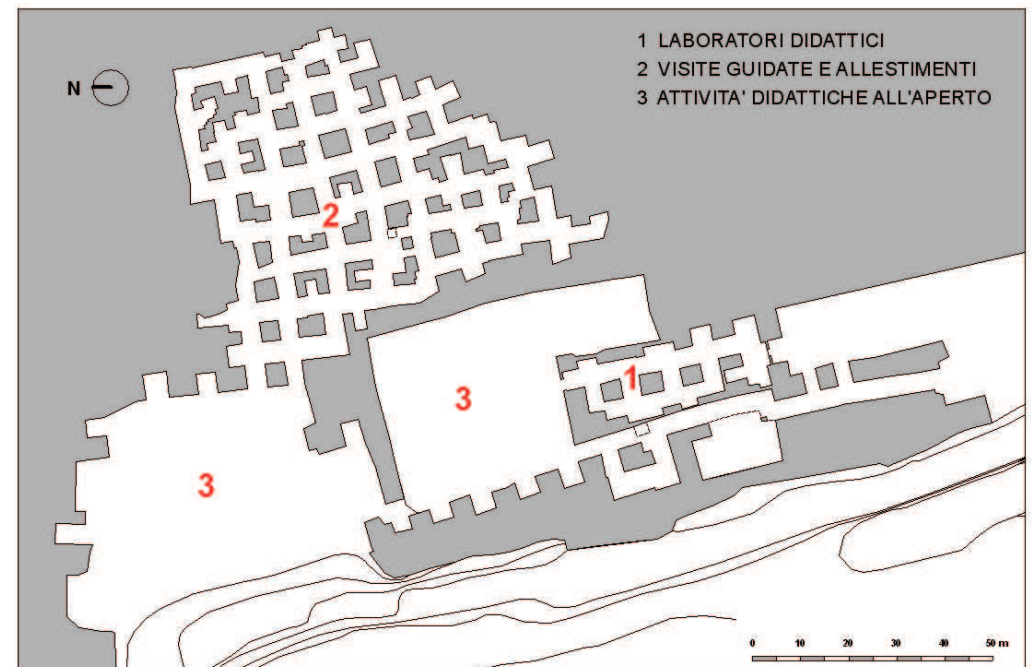 1 LABORATORI DIDATTICI
2 VISITE GUIDATE E ALLESTIMENTI
3 ATTIVITA' DIDATTICHE ALL'APERTO
N
2
1
3
3
0 10 20 30 40 50 m